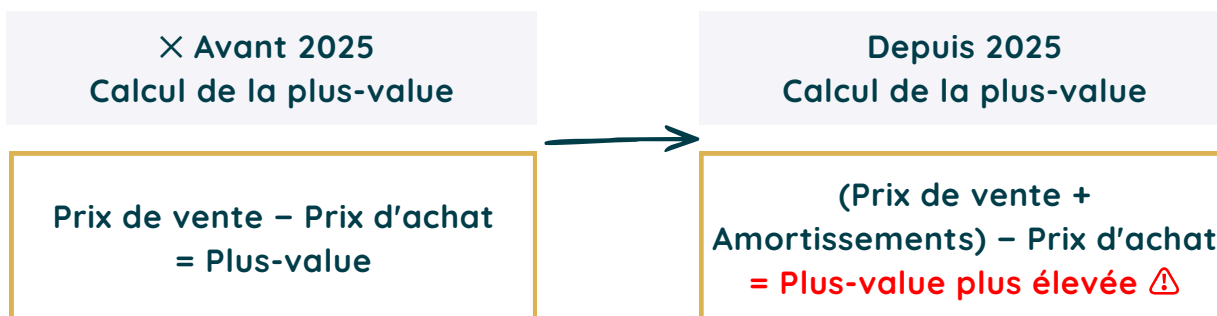 × Avant 2025
Calcul de la plus-value
Prix de vente – Prix d'achat
= Plus-value
Depuis 2025
Calcul de la plus-value
(Prix de vente +
Amortissements) – Prix d'achat
= Plus-value plus élevée ⚠